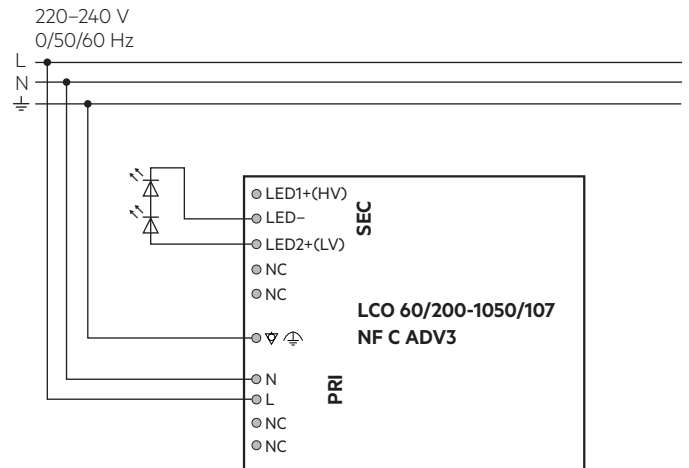 220–240 V
0/50/60 Hz
L
N
LED1+(HV)
LED–
LED2+(LV)
NC
NC
SEC
LCO 60/200-1050/107
NF C ADV3
N
L
NC
NC
PRI